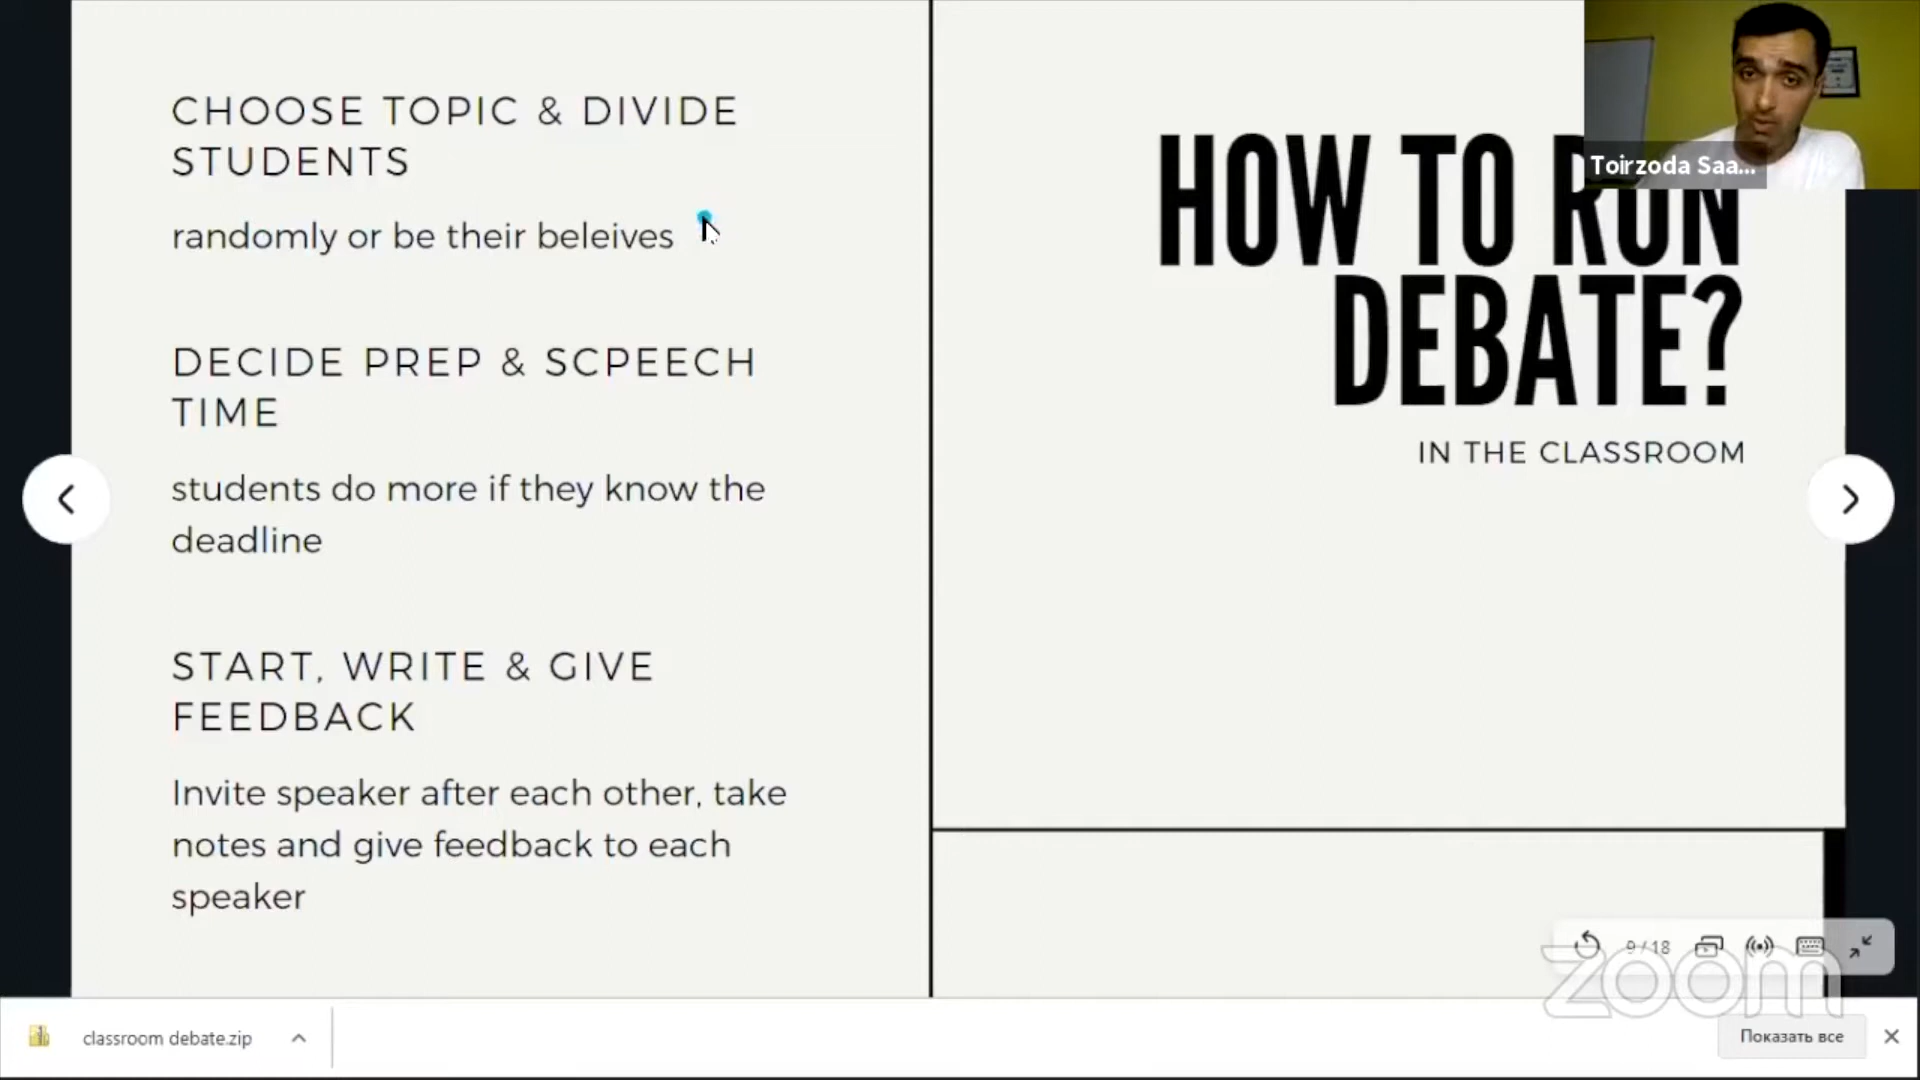 CHOOSE TOPIC & DIVIDE
STUDENTS
randomly or be their beleives
DECIDE PREP & SCPEECH
TIME
students do more if they know the
deadline
START, WRITE & GIVE
FEEDBACK
Invite speaker after each other, take
notes and give feedback to each
speaker
HOW TO RUN
DEBATE?
IN THE CLASSROOM
Toirzoda Saa...
9 / 18
zoom
classroom debate.zip
Показать все